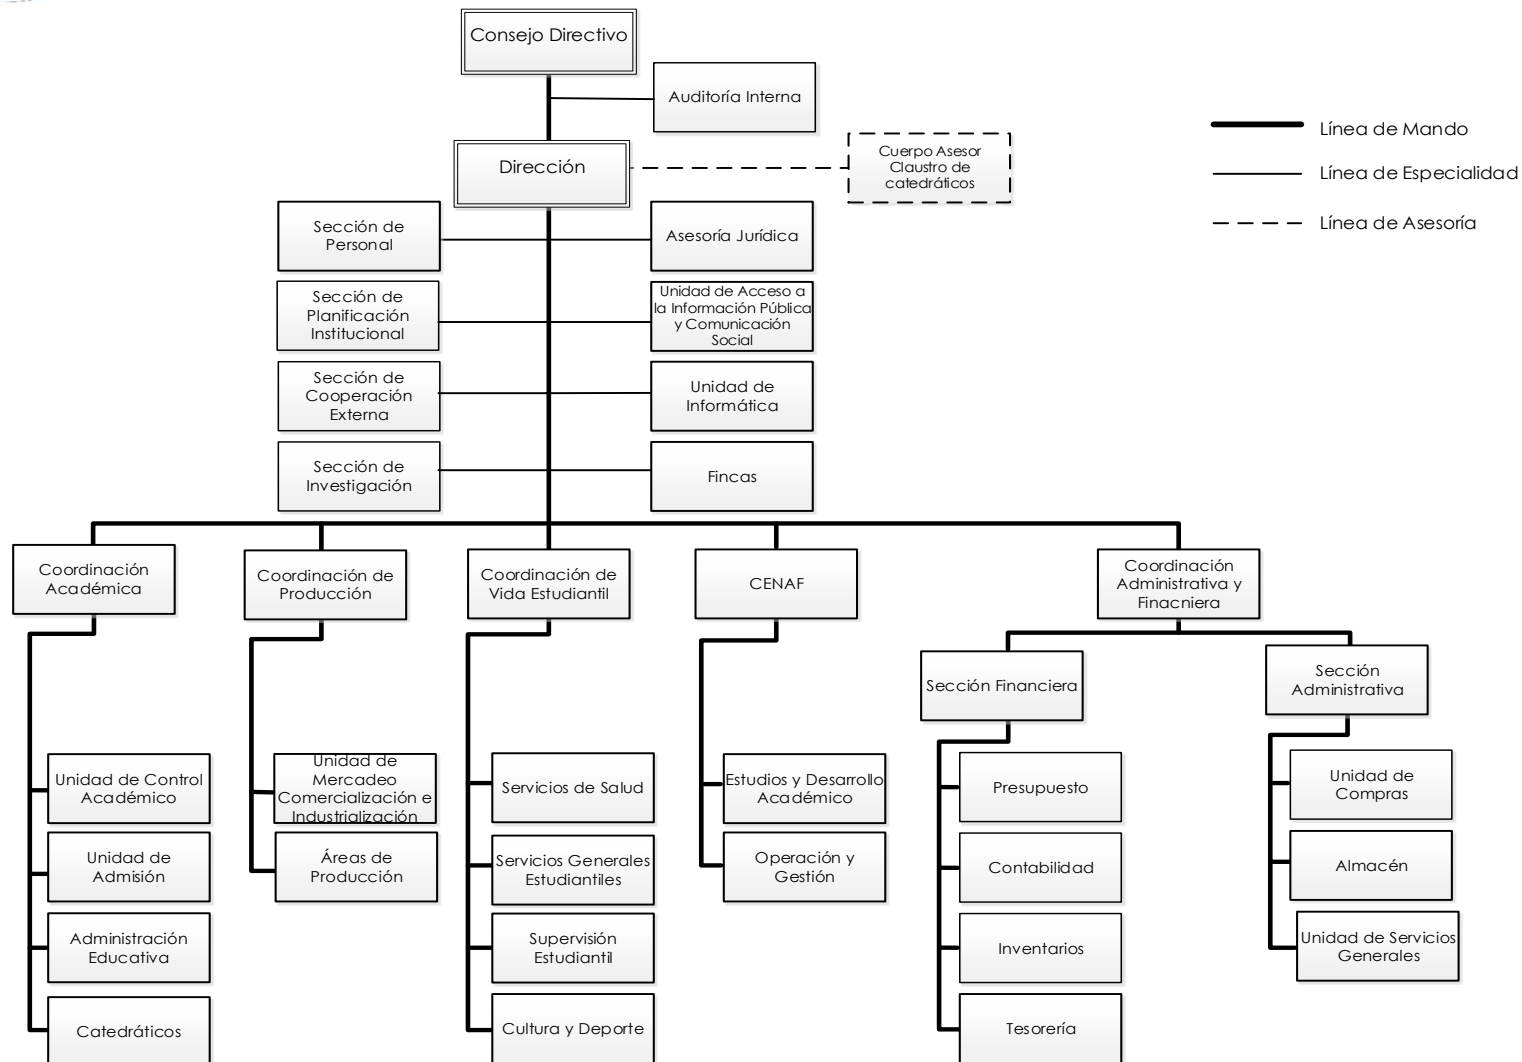 Consejo Directivo
Auditoría Interna
Línea de Mando
Cuerpo Asesor
Claustro de
catedráticos
Dirección
Línea de Especialidad
Línea de Asesoría
Sección de
Personal
Asesoría Jurídica
Sección de
Planificación
Institucional
Unidad de Acceso a
la Información Pública
y Comunicación
Social
Sección de
Cooperación
Externa
Unidad de
Informática
Sección de
Investigación
Fincas
Coordinación
Académica
Coordinación de
Producción
Coordinación de
Vida Estudiantil
CENAF
Coordinación
Administrativa y
Finacniera
Sección Financiera
Sección
Administrativa
Unidad de Control
Académico
Unidad de
Admisión
Administración
Educativa
Catedráticos
Unidad de
Mercadeo
Comercialización e
Industrialización
Áreas de
Producción
Servicios de Salud
Servicios Generales
Estudiantiles
Supervisión
Estudiantil
Cultura y Deporte
Estudios y Desarrollo
Académico
Operación y
Gestión
Presupuesto
Contabilidad
Inventarios
Tesorería
Unidad de
Compras
Almacén
Unidad de Servicios
Generales